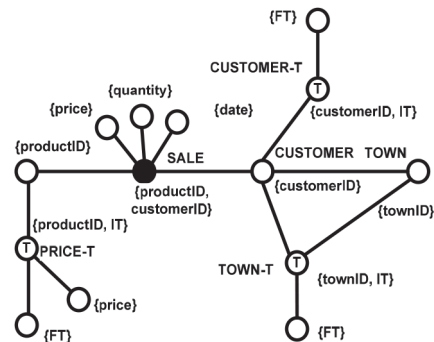 {FT}
CUSTOMER-T
T
{quantity}
{price}
{date}
{customerID, IT}
{productID}
SALE
CUSTOMER TOWN
{productID,
customerID}
{customerID}
{townID}
{productID, IT}
T PRICE-T
TOWN-T
T
{townID, IT}
{price}
{FT}
{FT}